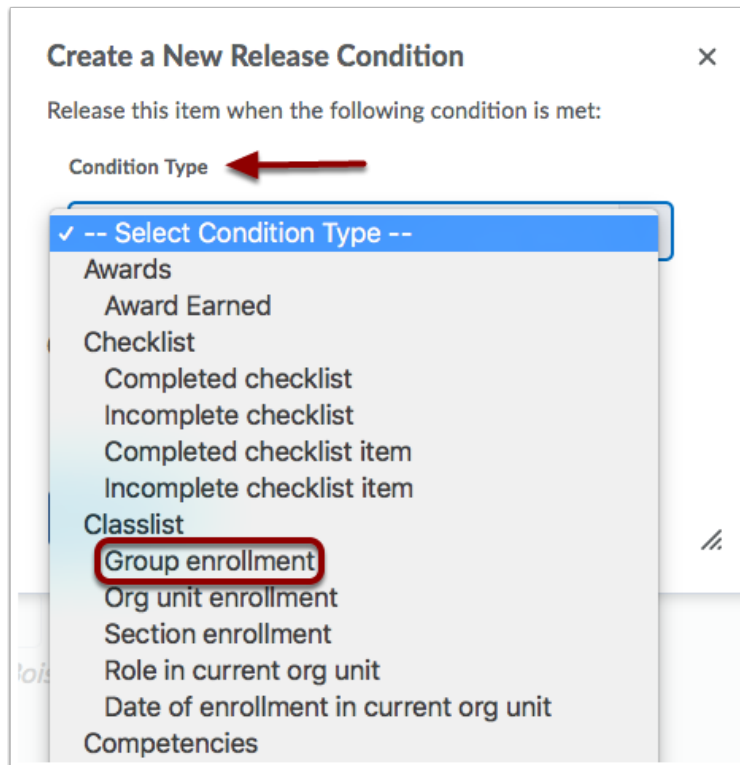 Create a New Release Condition
Release this item when the following condition is met:
Condition Type
-- Select Condition Type --
Awards
Award Earned
Checklist
Completed checklist
Incomplete checklist
Completed checklist item
Incomplete checklist item
Classlist
Group enrollment
Org unit enrollment
Section enrollment
Role in current org unit
Date of enrollment in current org unit
Competencies